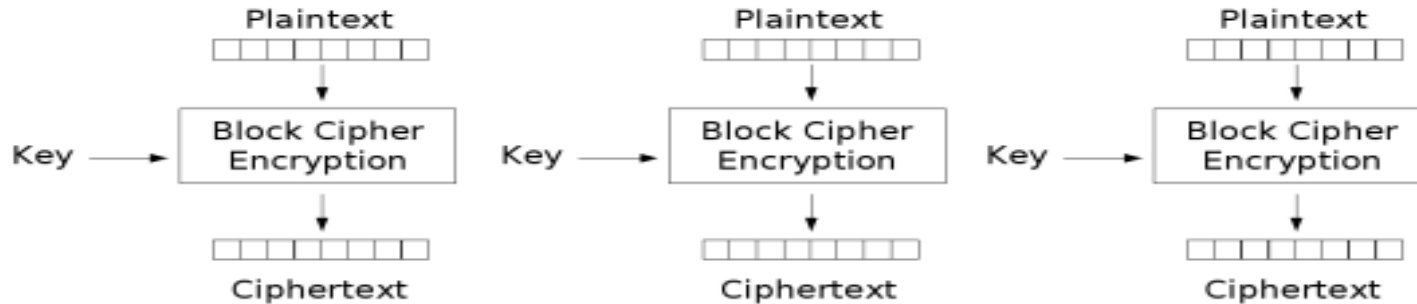 Plaintext
Plaintext
Plaintext
Key
Block Cipher
Encryption
Key
Block Cipher
Encryption
Key
Block Cipher
Encryption
Ciphertext
Ciphertext
Ciphertext